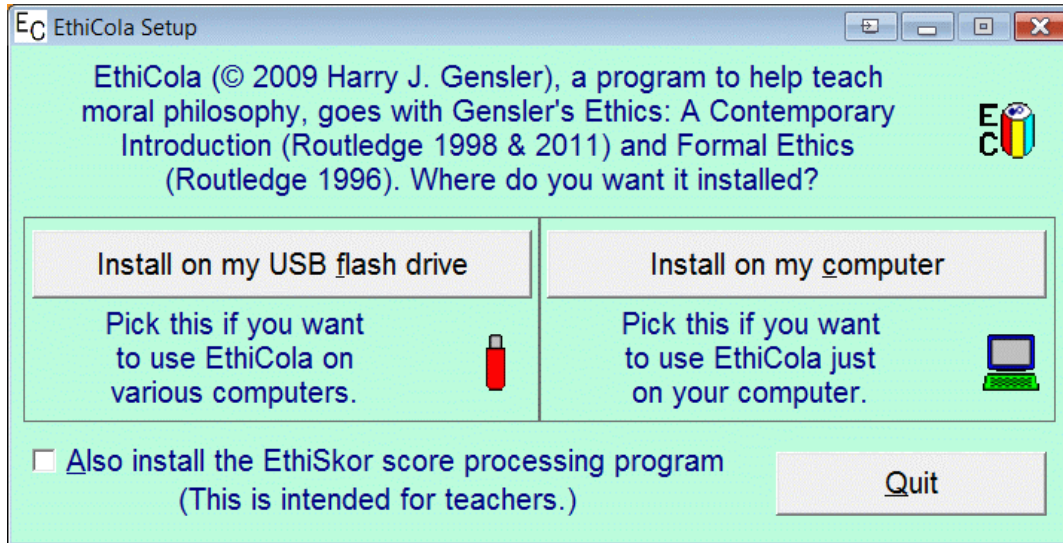 EC EthiCola Setup
EthiCola (© 2009 Harry J. Gensler), a program to help teach
moral philosophy, goes with Gensler's Ethics: A Contemporary
Introduction (Routledge 1998 & 2011) and Formal Ethics
(Routledge 1996). Where do you want it installed?
E
C
Install on my USB flash drive
Pick this if you want
to use EthiCola on
various computers.
Install on my computer
Pick this if you want
to use EthiCola just
on your computer.
Also install the EthiSkor score processing program
(This is intended for teachers.)
Quit